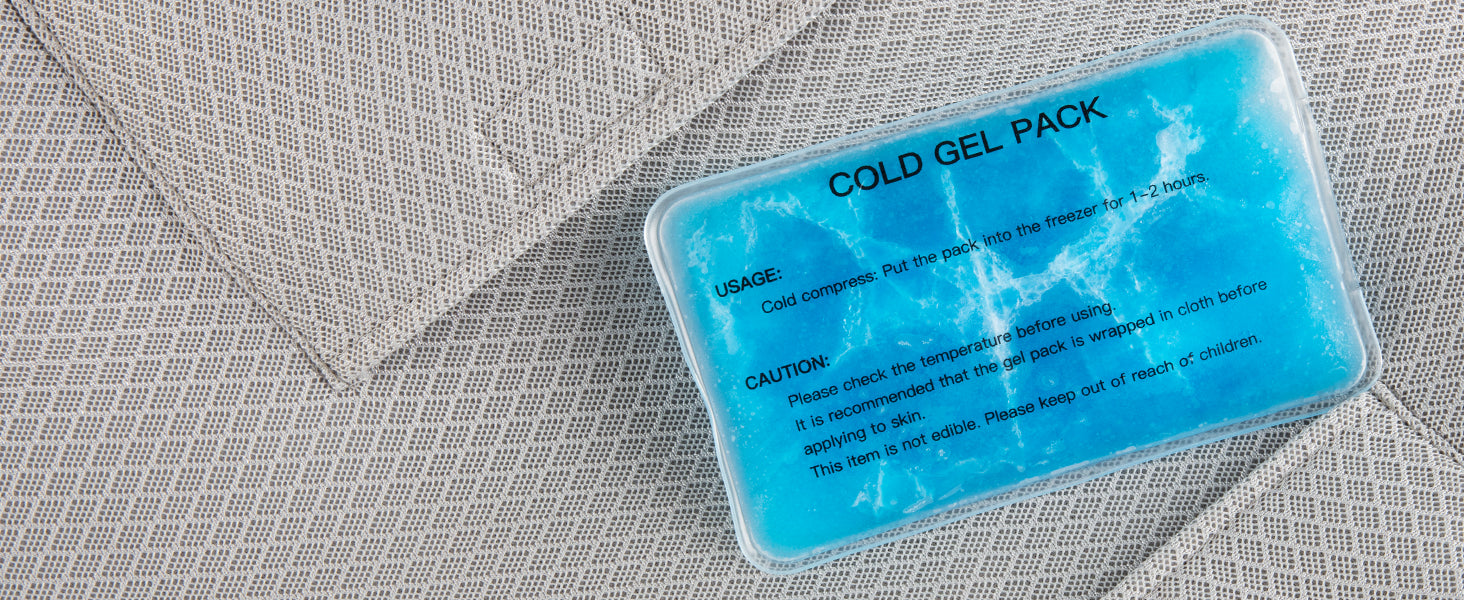 COLD GEL PACK
USAGE:
Cold compress: Put the pack into the freezer for 1–2 hours.
CAUTION:
Please check the temperature before using.
It is recommended that the gel pack is wrapped in cloth before
applying to skin.
This item is not edible. Please keep out of reach of children.